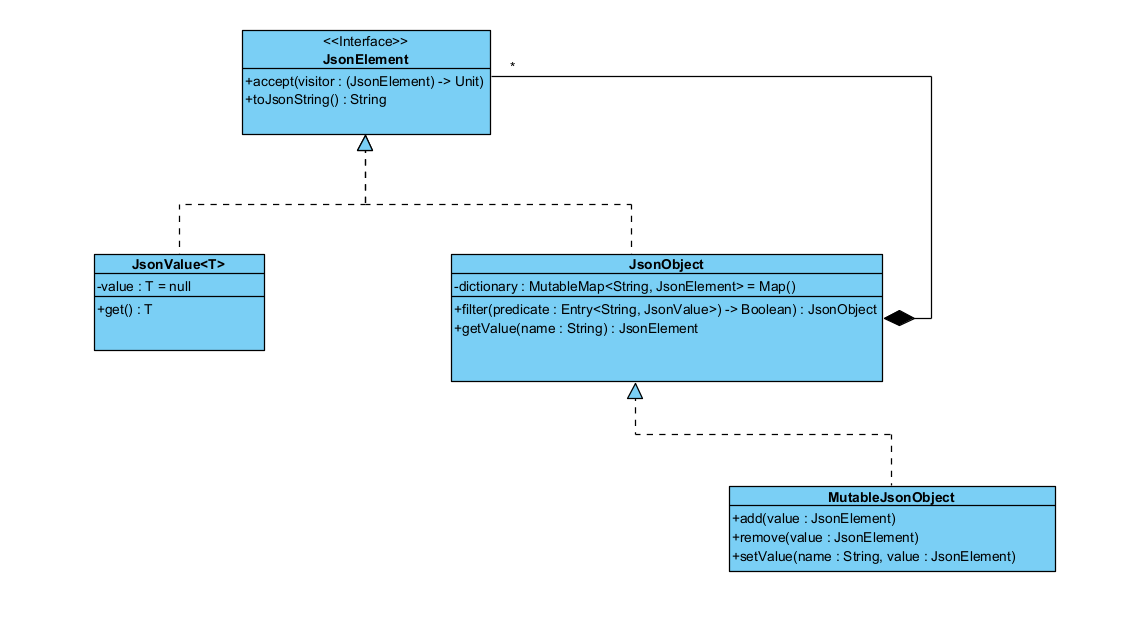 <<Interface>>
JsonElement
+accept(visitor : (JsonElement) -> Unit)
+toJsonString() : String
*
JsonValue<T>
-value : T = null
+get() : T
JsonObject
-dictionary : MutableMap<String, JsonElement> = Map()
+filter(predicate : Entry<String, JsonValue>) -> Boolean) : JsonObject
+getValue(name : String) : JsonElement
MutableJsonObject
+add(value : JsonElement)
+remove(value : JsonElement)
+setValue(name : String, value : JsonElement)